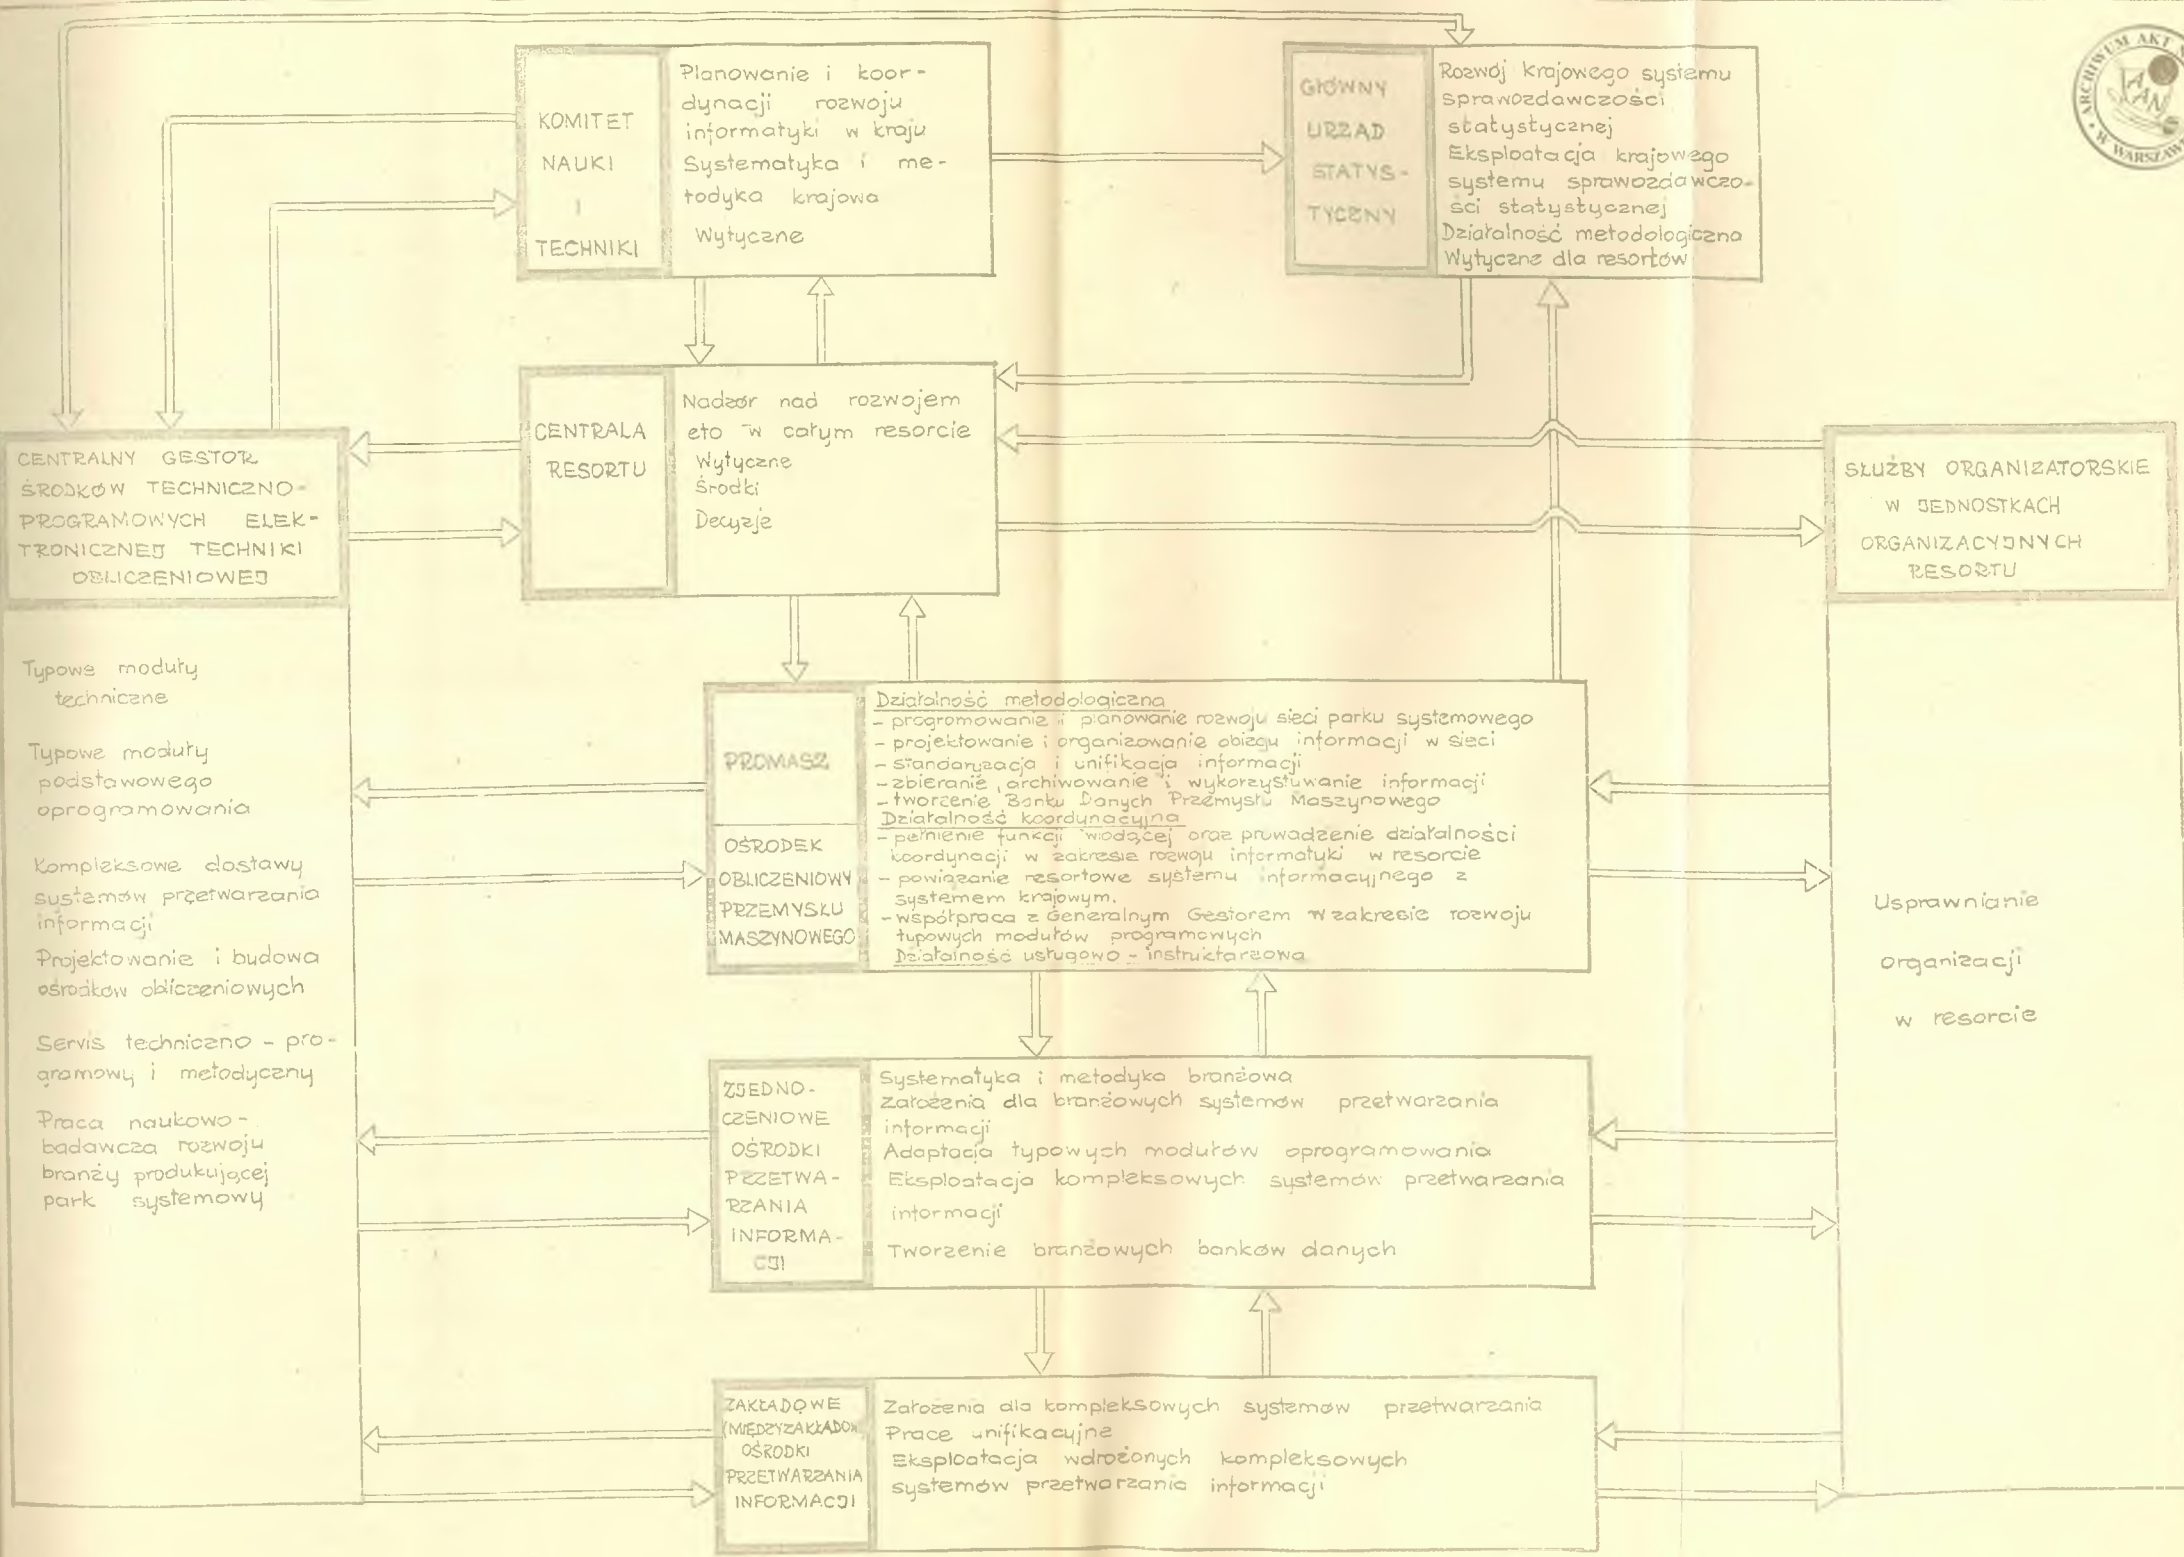 KOMITET
NAUKI
I
TECHNIKI
Planowanie i koor-
dynacji rozwoju
informatyki w kraju
Systematyka i me-
todyka krajowa
Wytyczne
GŁÓWNY
URZĄD
STATYS-
TYCZNY
Rozwój krajowego systemu
sprawozdawczości
statystycznej
Eksploatacja krajowego
systemu sprawozdawczo-
ści statystycznej
Działalność metodologiczna
Wytyczne dla resortów
ARCHIWUM AKT
AAN
W WARSZAWIE
CENTRALA
RESORTU
Nadzór nad rozwojem
eto w całym resorcie
Wytyczne
Środki
Decyzje
CENTRALNY GESTOR
ŚRODKÓW TECHNICZNO-
PROGRAMOWYCH ELEK-
TRONICZNEJ TECHNIKI
OBLICZENIOWEJ
Typowe moduły
techniczne
Typowe moduły
podstawowego
oprogramowania
Kompleksowe dostawy
systemów przetwarzania
informacji
Projektowanie i budowa
ośrodków obliczeniowych
Servis techniczno - pro-
gramowy i metodyczny
Praca naukowo -
badawcza rozwoju
branży produkującej
park systemowy
SŁUŻBY ORGANIZATORSKIE
W JEDNOSTKACH
ORGANIZACYJNYCH
RESORTU
Usprawnianie
organizacji
w resorcie
PROMASZ
OŚRODEK
OBLICZENIOWY
PRZEMYSŁU
MASZYNOWEGO
Działalność metodologiczna
- programowanie i planowanie rozwoju sieci parku systemowego
- projektowanie i organizowanie obiegu informacji w sieci
- standaryzacja i unifikacja informacji
- zbieranie, archiwowanie i wykorzystywanie informacji
- tworzenie Banku Danych Przemysłu Maszynowego
Działalność koordynacyjna
- pełnienie funkcji wiodącej oraz prowadzenie działalności
koordynacji w zakresie rozwoju informatyki w resorcie
- powiązanie resortowe systemu informacyjnego z
systemem krajowym.
- współpraca z Generalnym Gestorem w zakresie rozwoju
typowych modułów programowych
Działalność usługowo - instruktarzowa
ZJEDNO-
CZENIOWE
OŚRODKI
PRZETWA-
RZANIA
INFORMA-
CJI
Systematyka i metodyka branżowa
Założenia dla branżowych systemów przetwarzania
informacji
Adaptacja typowych modułów oprogramowania
Eksploatacja kompleksowych systemów przetwarzania
informacji
Tworzenie branżowych banków danych
ZAKŁADOWE
(MIĘDZYZAKŁADOW.
OŚRODKI
PRZETWARZANIA
INFORMACJI
Założenia dla kompleksowych systemów przetwarzania
Prace unifikacyjne
Eksploatacja wdrożonych kompleksowych
systemów przetwarzania informacji